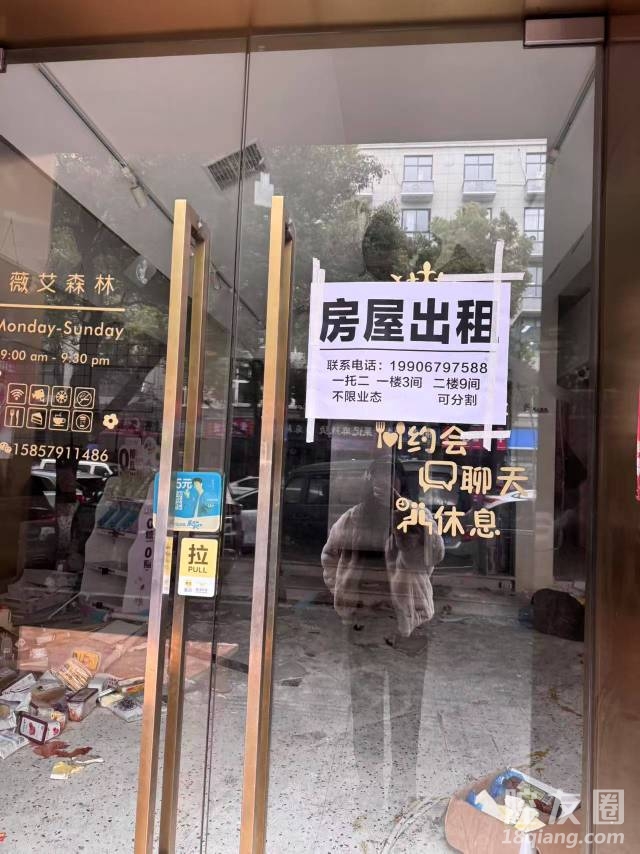 薇艾森林
Monday-Sunday
9:00 am - 9:30 pm
15857911486
5元
拉
PULL
房屋出租
联系电话：19906797588
一托二 一楼3间 二楼9间
不限业态 可分割
约会
聊天
休息
18qiang.com